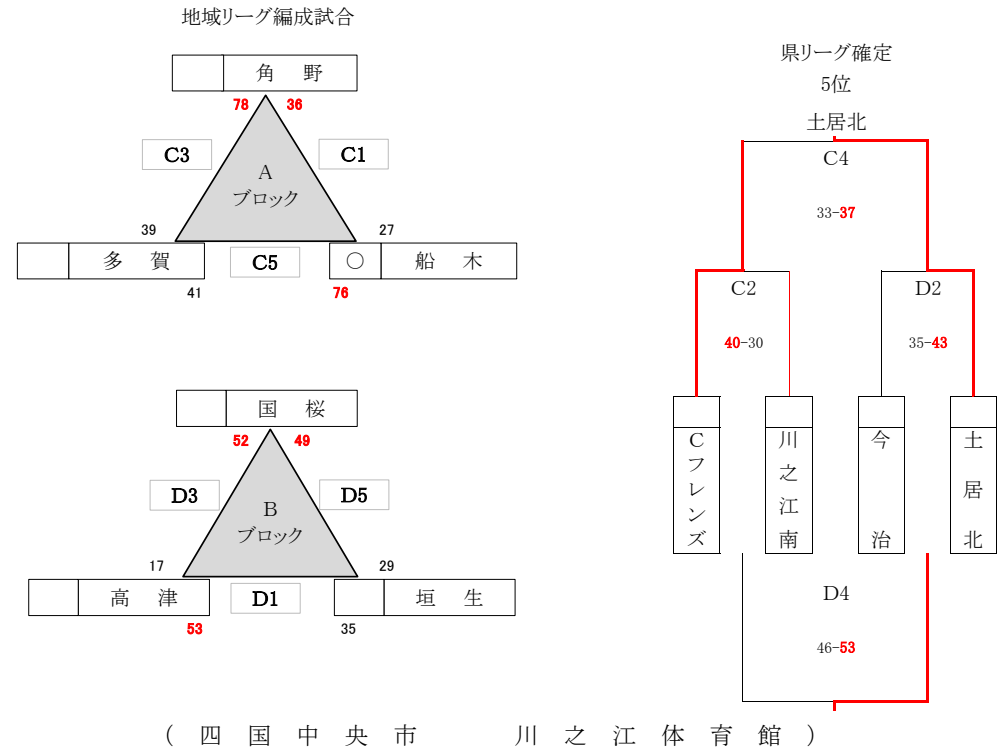 地域リーグ編成試合
角 野
78 36
C3 C1
A
ブロック
39 27
多 賀 C5 ○ 船 木
41 76
国 桜
52 49
D3 D5
B
ブロック
17 29
高 津 D1 垣 生
53 35
県リーグ確定
5位
土居北
C4
33-37
C2 D2
40-30 35-43
Cフレンズ
川之江南
今治
土居北
D4
46-53
( 四 国 中 央 市 川 之 江 体 育 館 )